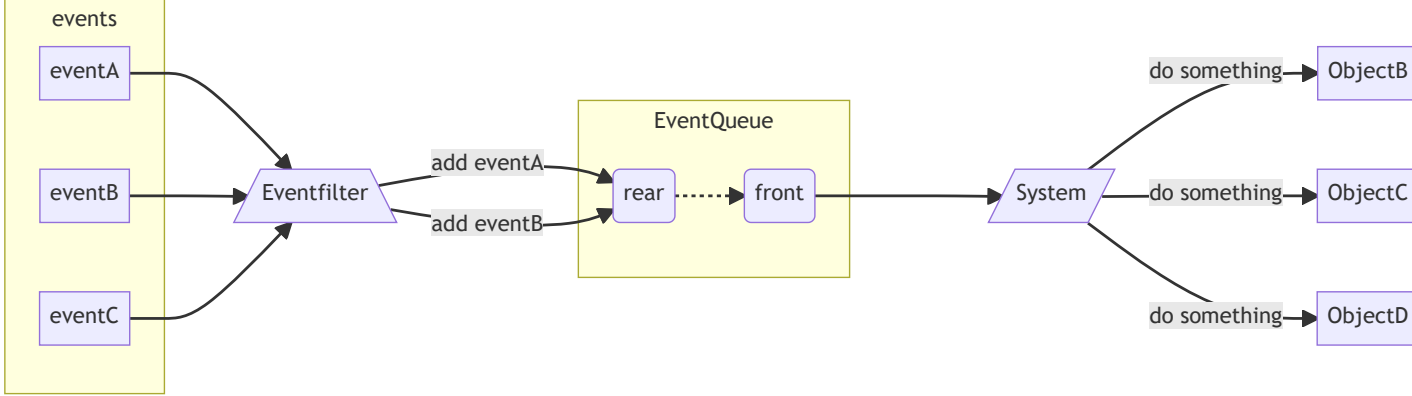 events
eventA
eventB
eventC
Eventfilter
add eventA
add eventB
EventQueue
rear
front
System
do something
do something
do something
ObjectB
ObjectC
ObjectD